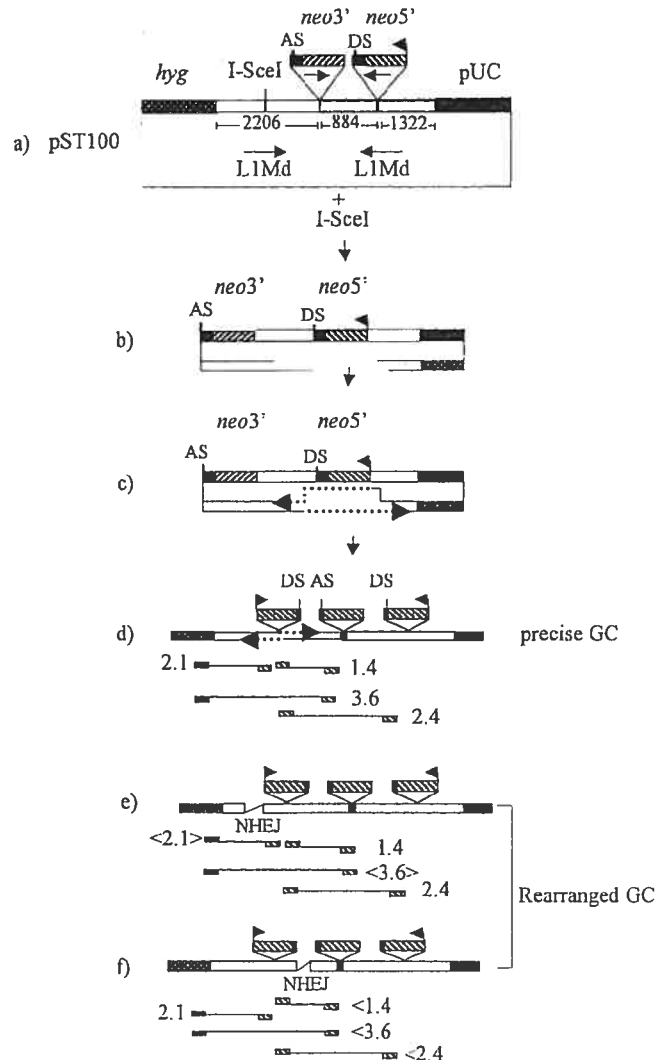 neo3' neo5'
AS DS
hyg I-SceI pUC
2206 884 1322
a) pST100
L1Md L1Md
+
I-SceI
neo3' neo5'
AS DS
b)
neo3' neo5'
AS DS
c)
DS AS DS
d) precise GC
2.1 1.4
3.6
2.4
e)
NHEJ
<2.1> 1.4
<3.6>
2.4
Rearranged GC
f)
NHEJ
<1.4
2.1
<3.6
<2.4